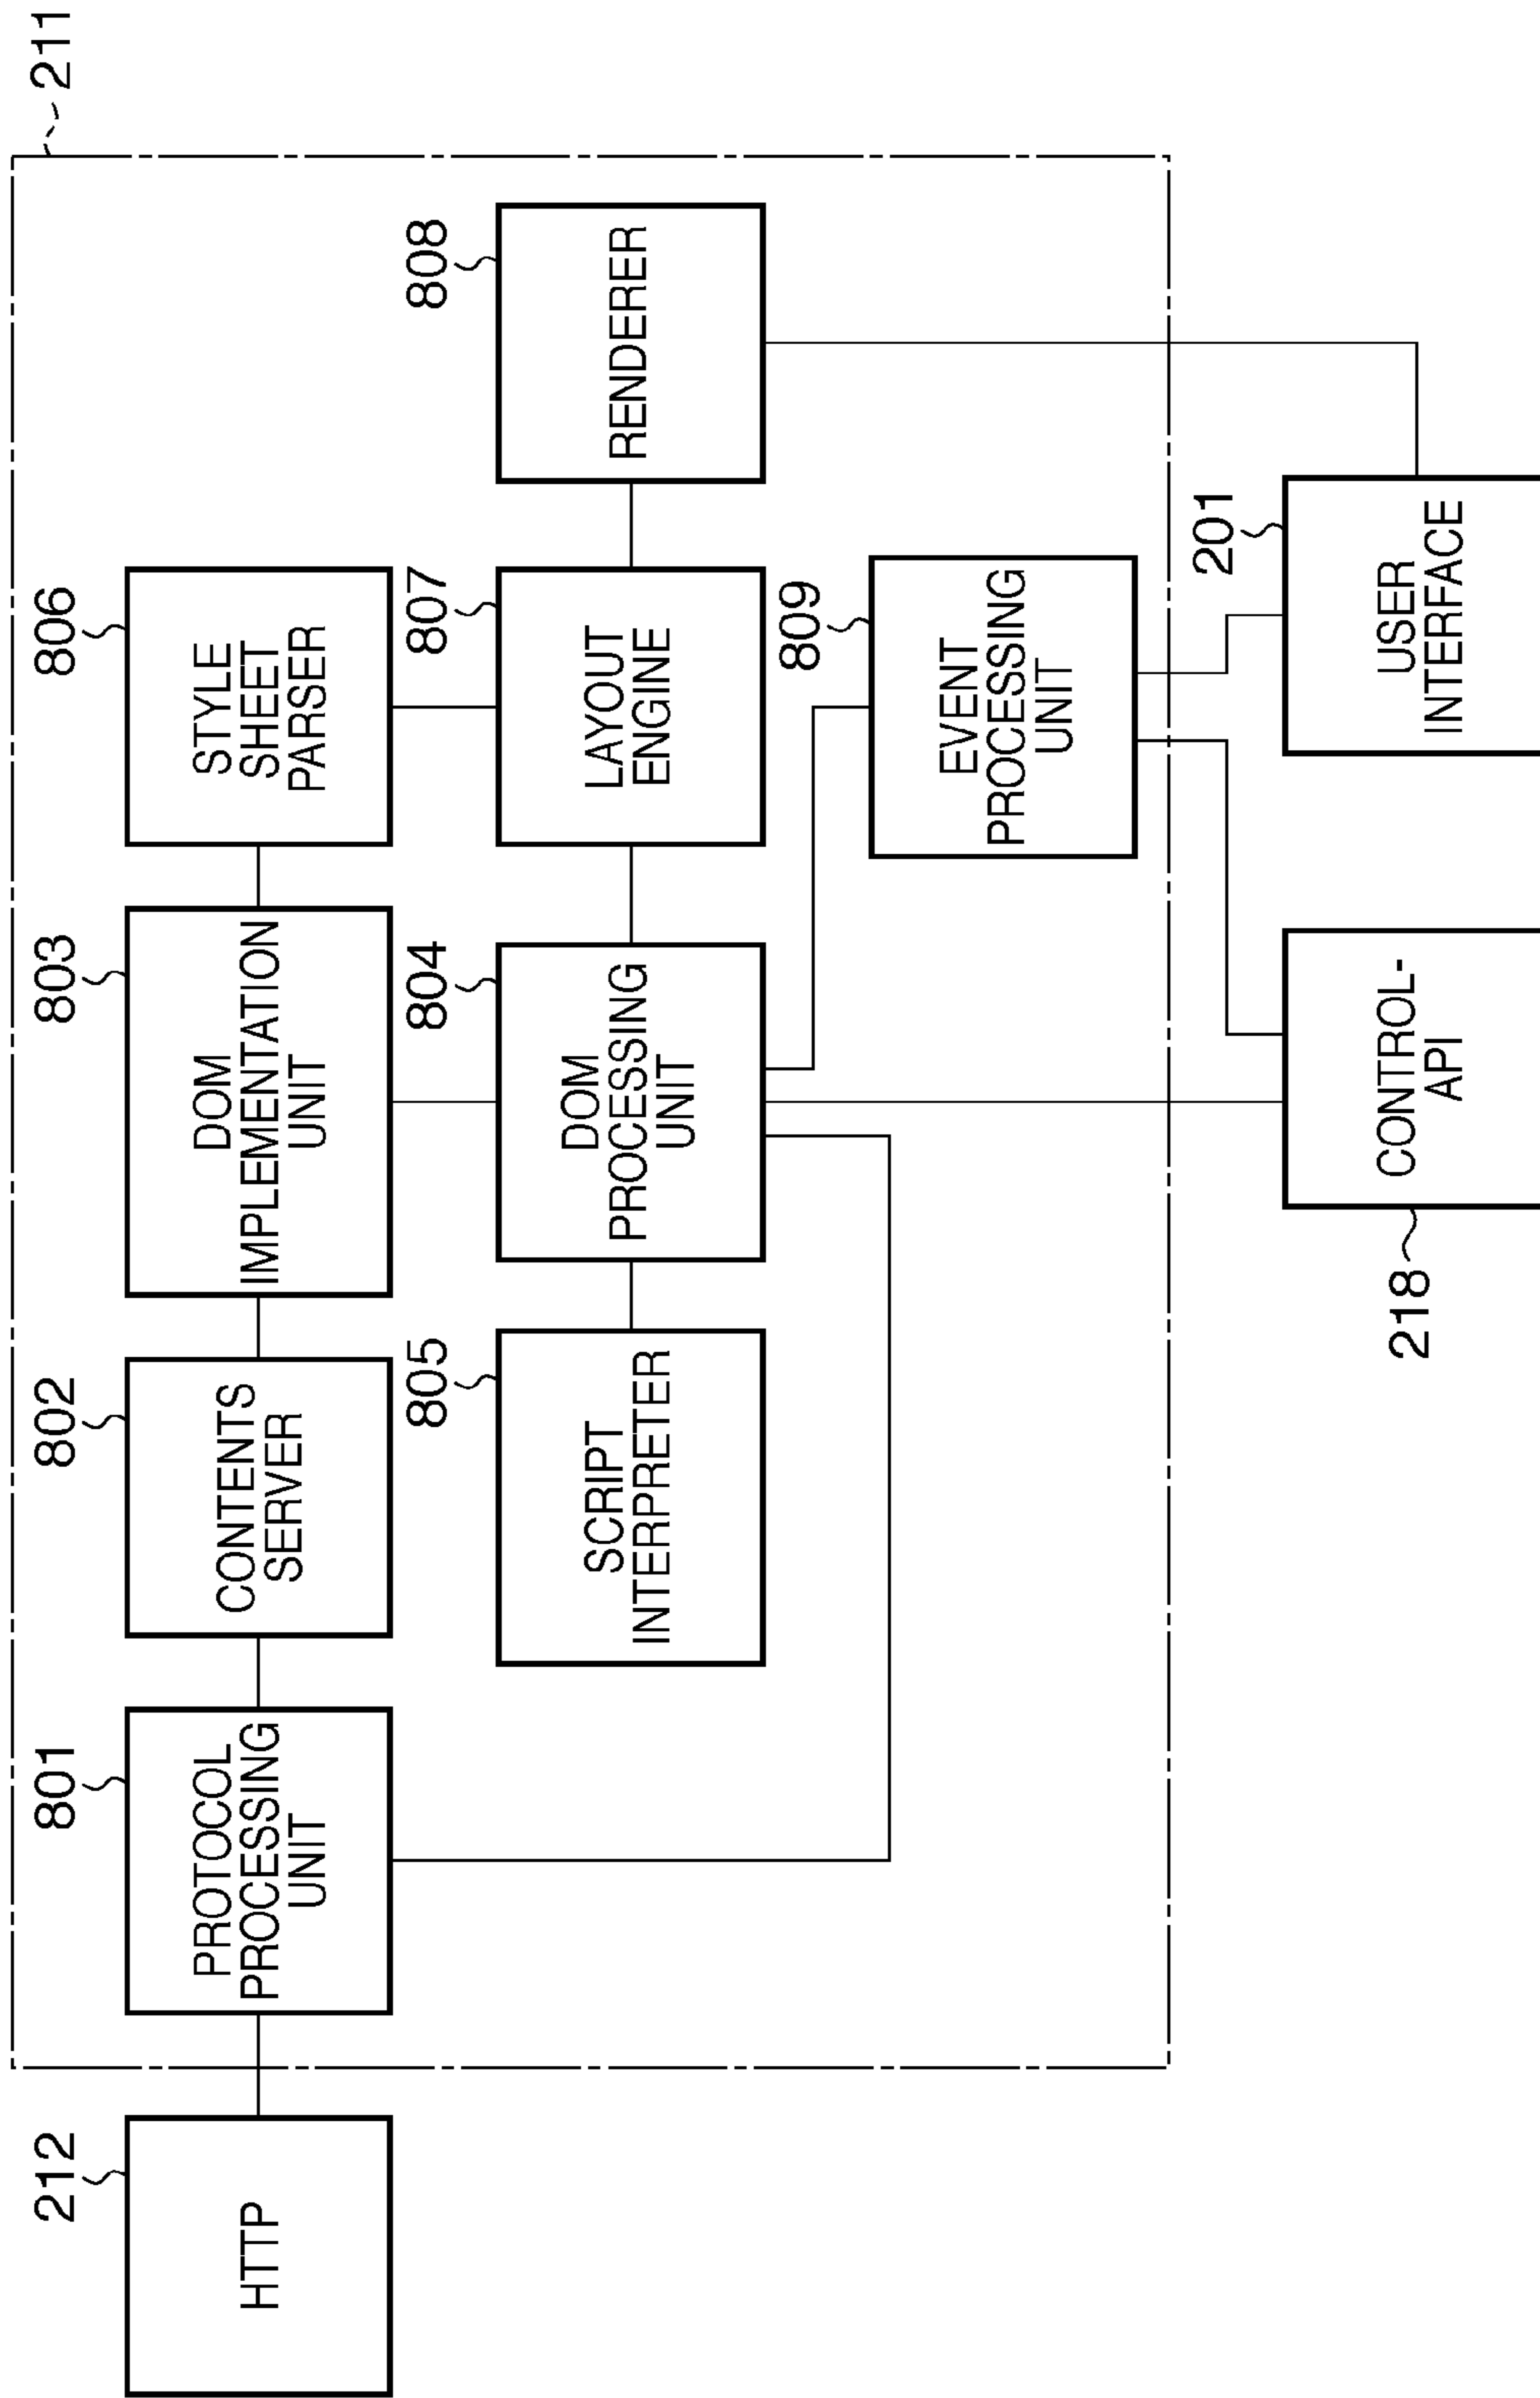 211
212
HTTP
801
PROTOCOL
PROCESSING
UNIT
802
CONTENTS
SERVER
803
DOM
IMPLEMENTATION
UNIT
806
STYLE
SHEET
PARSER
805
SCRIPT
INTERPRETER
804
DOM
PROCESSING
UNIT
807
LAYOUT
ENGINE
808
RENDERER
809
EVENT
PROCESSING
UNIT
218
CONTROL-
API
201
USER
INTERFACE